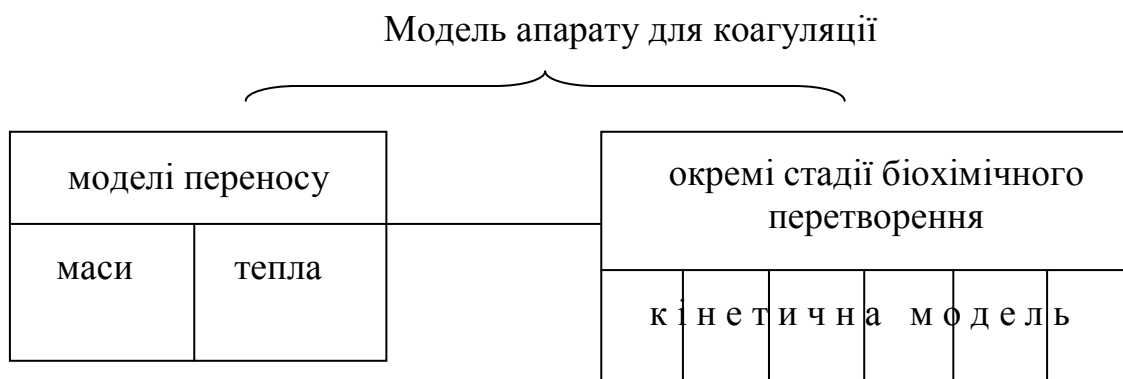 Модель апарату для коагуляції
моделі переносу
маси тепла
окремі стадії біохімічного
перетворення
кінетична модель